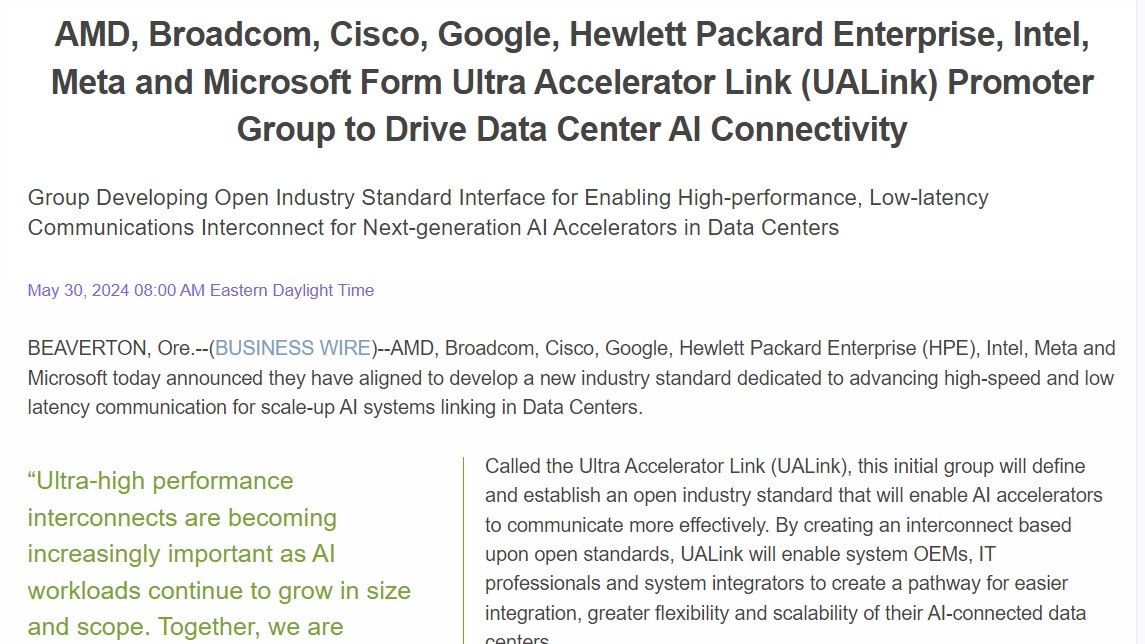 AMD, Broadcom, Cisco, Google, Hewlett Packard Enterprise, Intel,
Meta and Microsoft Form Ultra Accelerator Link (UALink) Promoter
Group to Drive Data Center AI Connectivity
Group Developing Open Industry Standard Interface for Enabling High-performance, Low-latency
Communications Interconnect for Next-generation AI Accelerators in Data Centers
May 30, 2024 08:00 AM Eastern Daylight Time
BEAVERTON, Ore.--(BUSINESS WIRE)--AMD, Broadcom, Cisco, Google, Hewlett Packard Enterprise (HPE), Intel, Meta and
Microsoft today announced they have aligned to develop a new industry standard dedicated to advancing high-speed and low
latency communication for scale-up AI systems linking in Data Centers.
“Ultra-high performance
interconnects are becoming
increasingly important as AI
workloads continue to grow in size
and scope. Together, we are
Called the Ultra Accelerator Link (UALink), this initial group will define
and establish an open industry standard that will enable AI accelerators
to communicate more effectively. By creating an interconnect based
upon open standards, UALink will enable system OEMs, IT
professionals and system integrators to create a pathway for easier
integration, greater flexibility and scalability of their AI-connected data
centers.